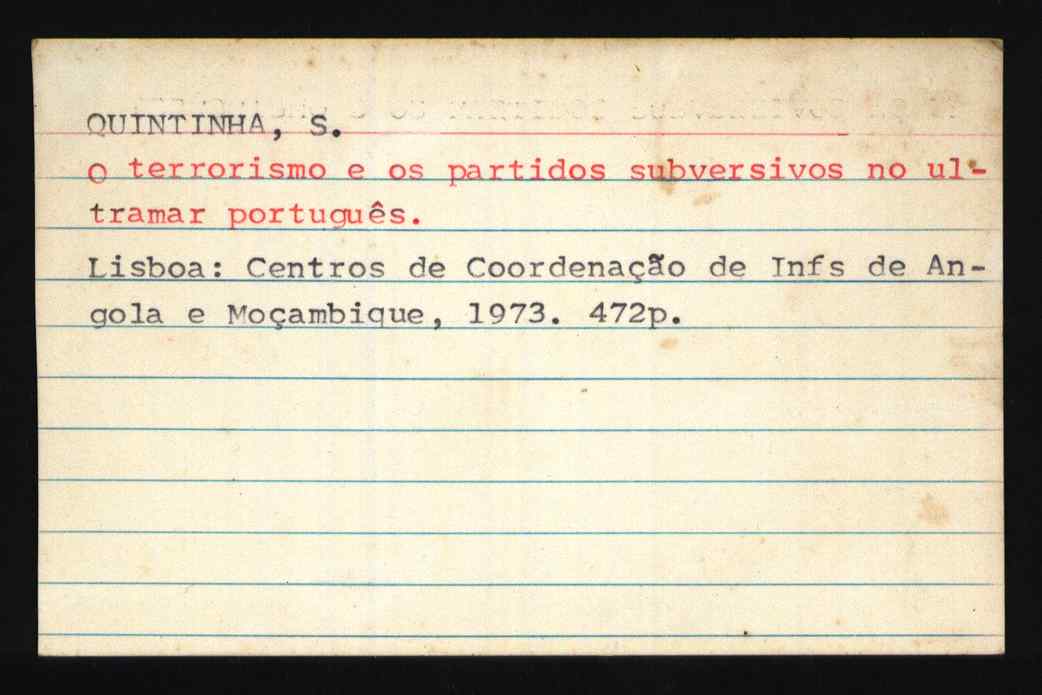 QUINTINHA, S.
O terrorismo e os partidos subversivos no ul-
tramar português.
Lisboa: Centros de Coordenação de Infs de An-
gola e Moçambique, 1973. 472p.